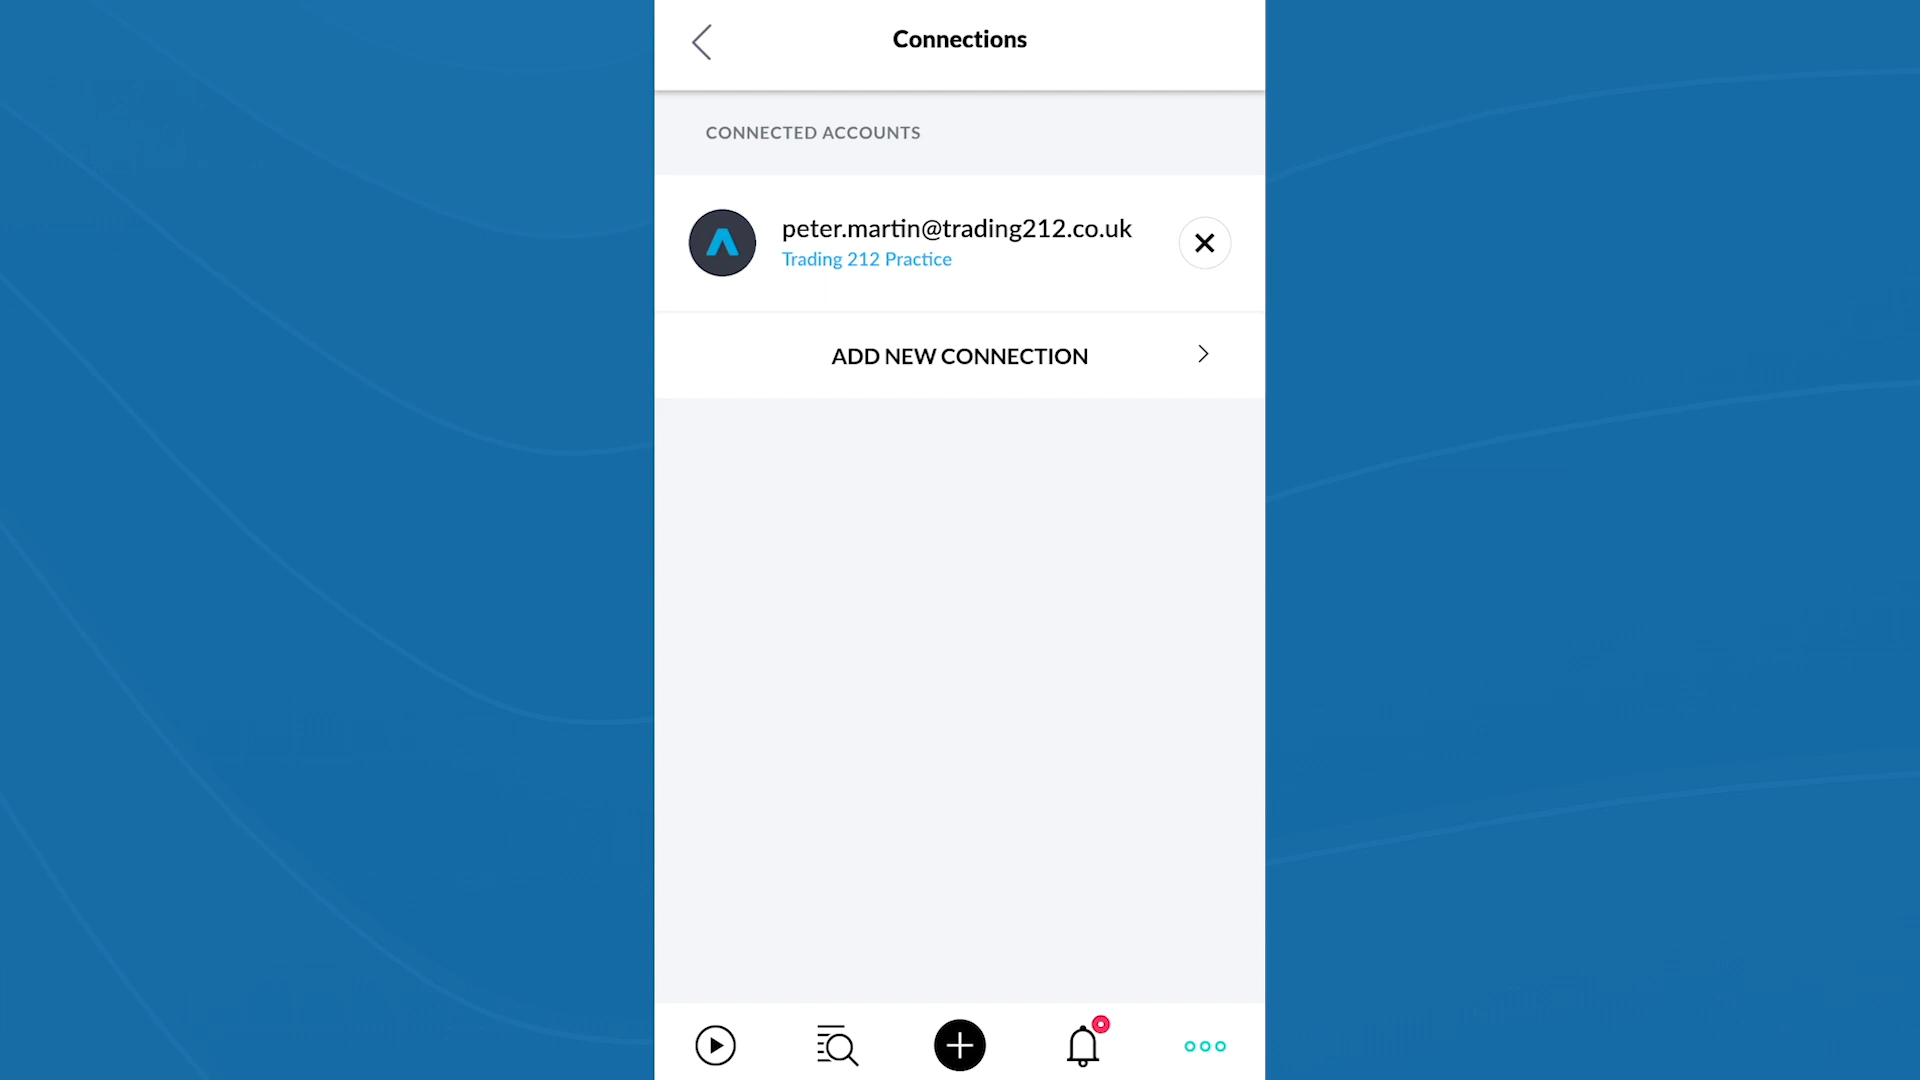 Connections
CONNECTED ACCOUNTS
peter.martin@trading212.co.uk
Trading 212 Practice
ADD NEW CONNECTION